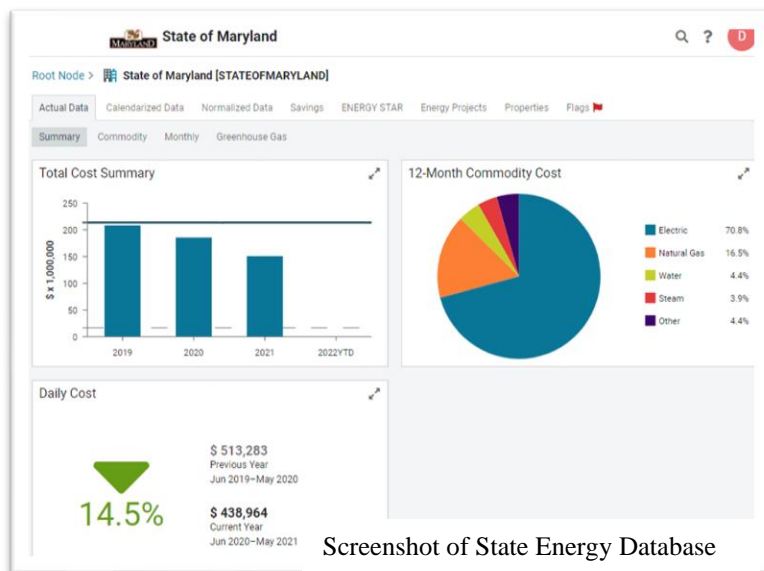 MARYLAND State of Maryland
? D
Root Node > State of Maryland [STATEOFMARYLAND]
Actual Data Calendarized Data Normalized Data Savings ENERGY STAR Energy Projects Properties Flags
Summary Commodity Monthly Greenhouse Gas
Total Cost Summary
$ x 1,000,000
250
200
150
100
50
0
2019 2020 2021 2022YTD
12-Month Commodity Cost
Electric 70.8%
Natural Gas 16.5%
Water 4.4%
Steam 3.9%
Other 4.4%
Daily Cost
14.5%
$ 513,283
Previous Year
Jun 2019–May 2020
$ 438,964
Current Year
Jun 2020–May 2021
Screenshot of State Energy Database